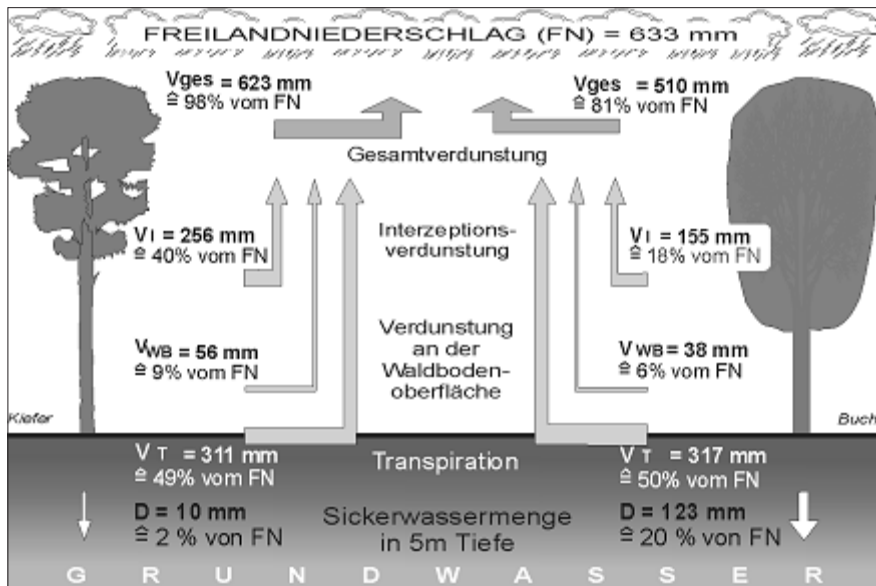 FREILANDNIEDERSCHLAG (FN) = 633 mm
Vges = 623 mm
≙ 98% vom FN
Vges = 510 mm
≙ 81% vom FN
Gesamtverdunstung
VI = 256 mm
≙ 40% vom FN
Interzeptions-
verdunstung
VI = 155 mm
≙ 18% vom FN
VWB = 56 mm
≙ 9% vom FN
Verdunstung
an der
Waldboden-
oberfläche
VWB = 38 mm
≙ 6% vom FN
Kiefer
Buch
VT = 311 mm
≙ 49% vom FN
Transpiration
VT = 317 mm
≙ 50% vom FN
D = 10 mm
≙ 2 % von FN
Sickerwassermenge
in 5m Tiefe
D = 123 mm
≙ 20 % von FN
G R U N D W A S S E R